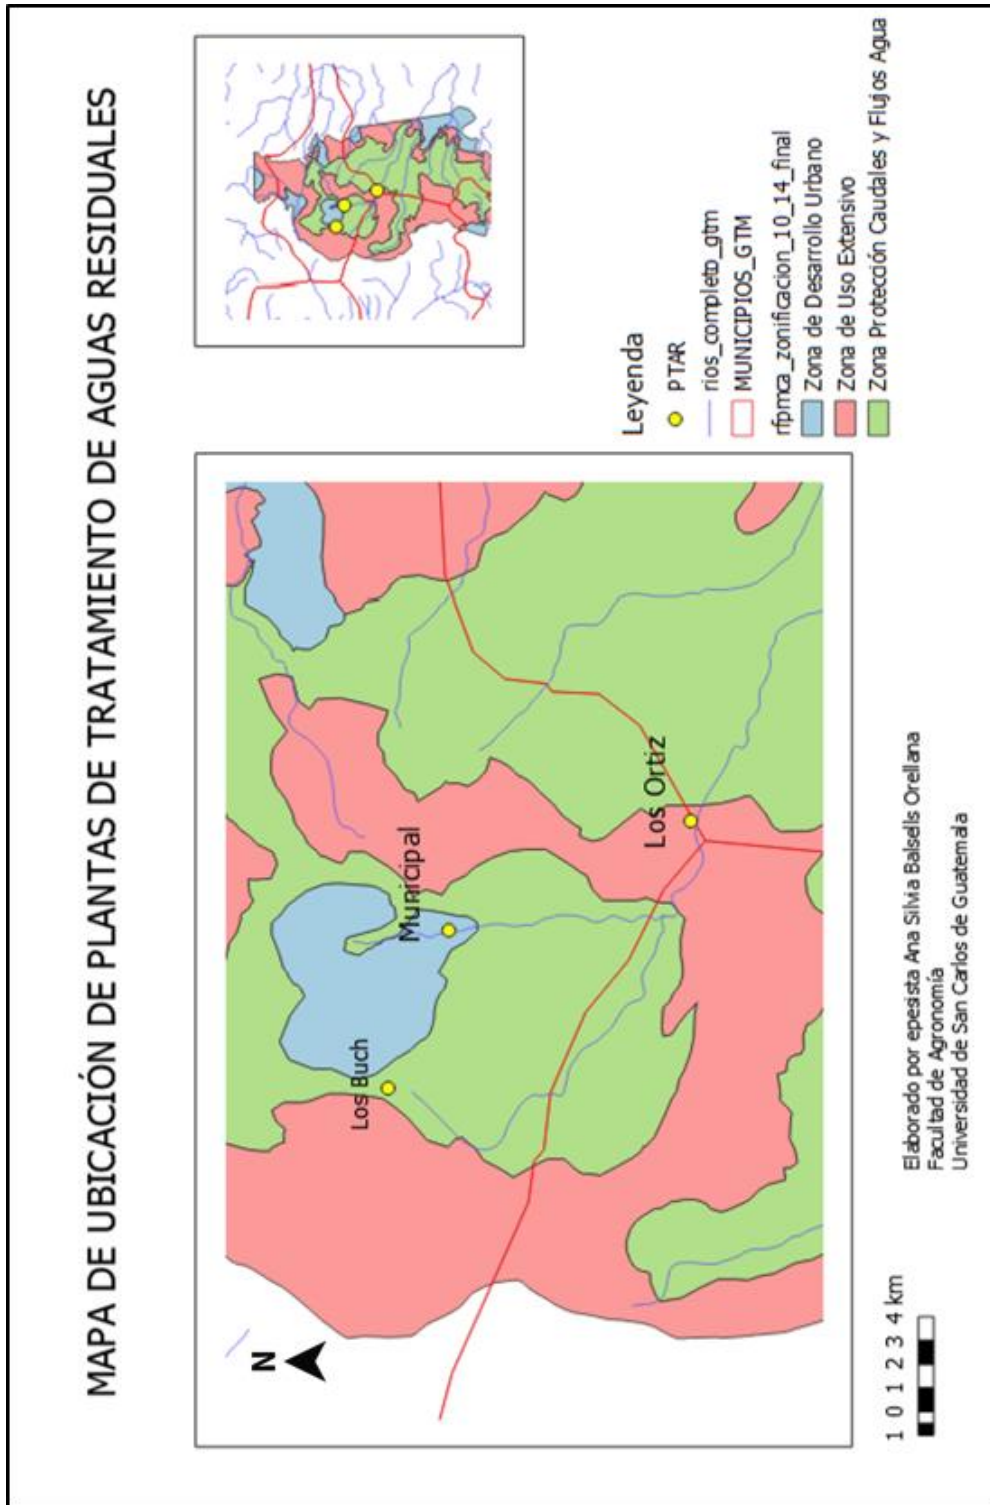 MAPA DE UBICACIÓN DE PLANTAS DE TRATAMIENTO DE AGUAS RESIDUALES
N
Los Buch
Municipal
Los Ortiz
Leyenda
PTAR
rios_completo_gtm
MUNICIPIOS_GTM
rfpmca_zonificacion_10_14_final
Zona de Desarrollo Urbano
Zona de Uso Extensivo
Zona Protección Caudales y Flujos Agua
1 0 1 2 3 4 km
Elaborado por epesista Ana Silvia Balsells Orellana
Facultad de Agronomía
Universidad de San Carlos de Guatemala